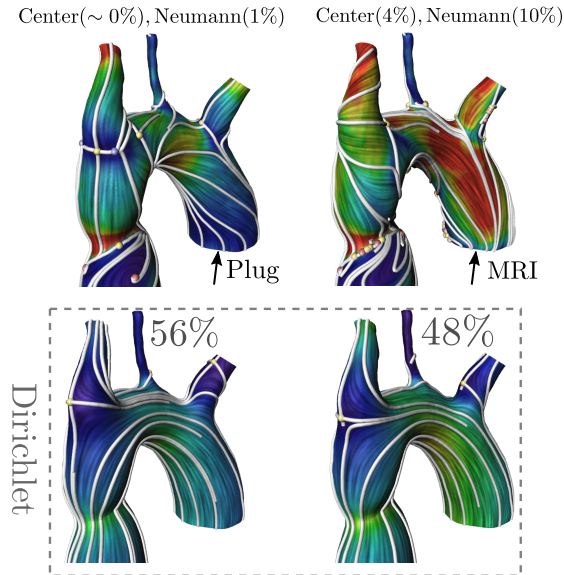 Center(∼ 0%), Neumann(1%)
Center(4%), Neumann(10%)
Plug
MRI
56%
48%
Dirichlet